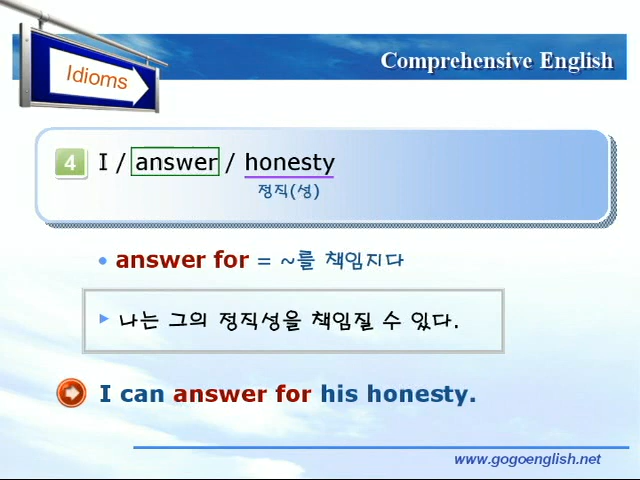 Idioms
Comprehensive English
4 I / answer / honesty
정직(성)
• answer for = ~를 책임지다
▶ 나는 그의 정직성을 책임질 수 있다.
I can answer for his honesty.
www.gogoenglish.net